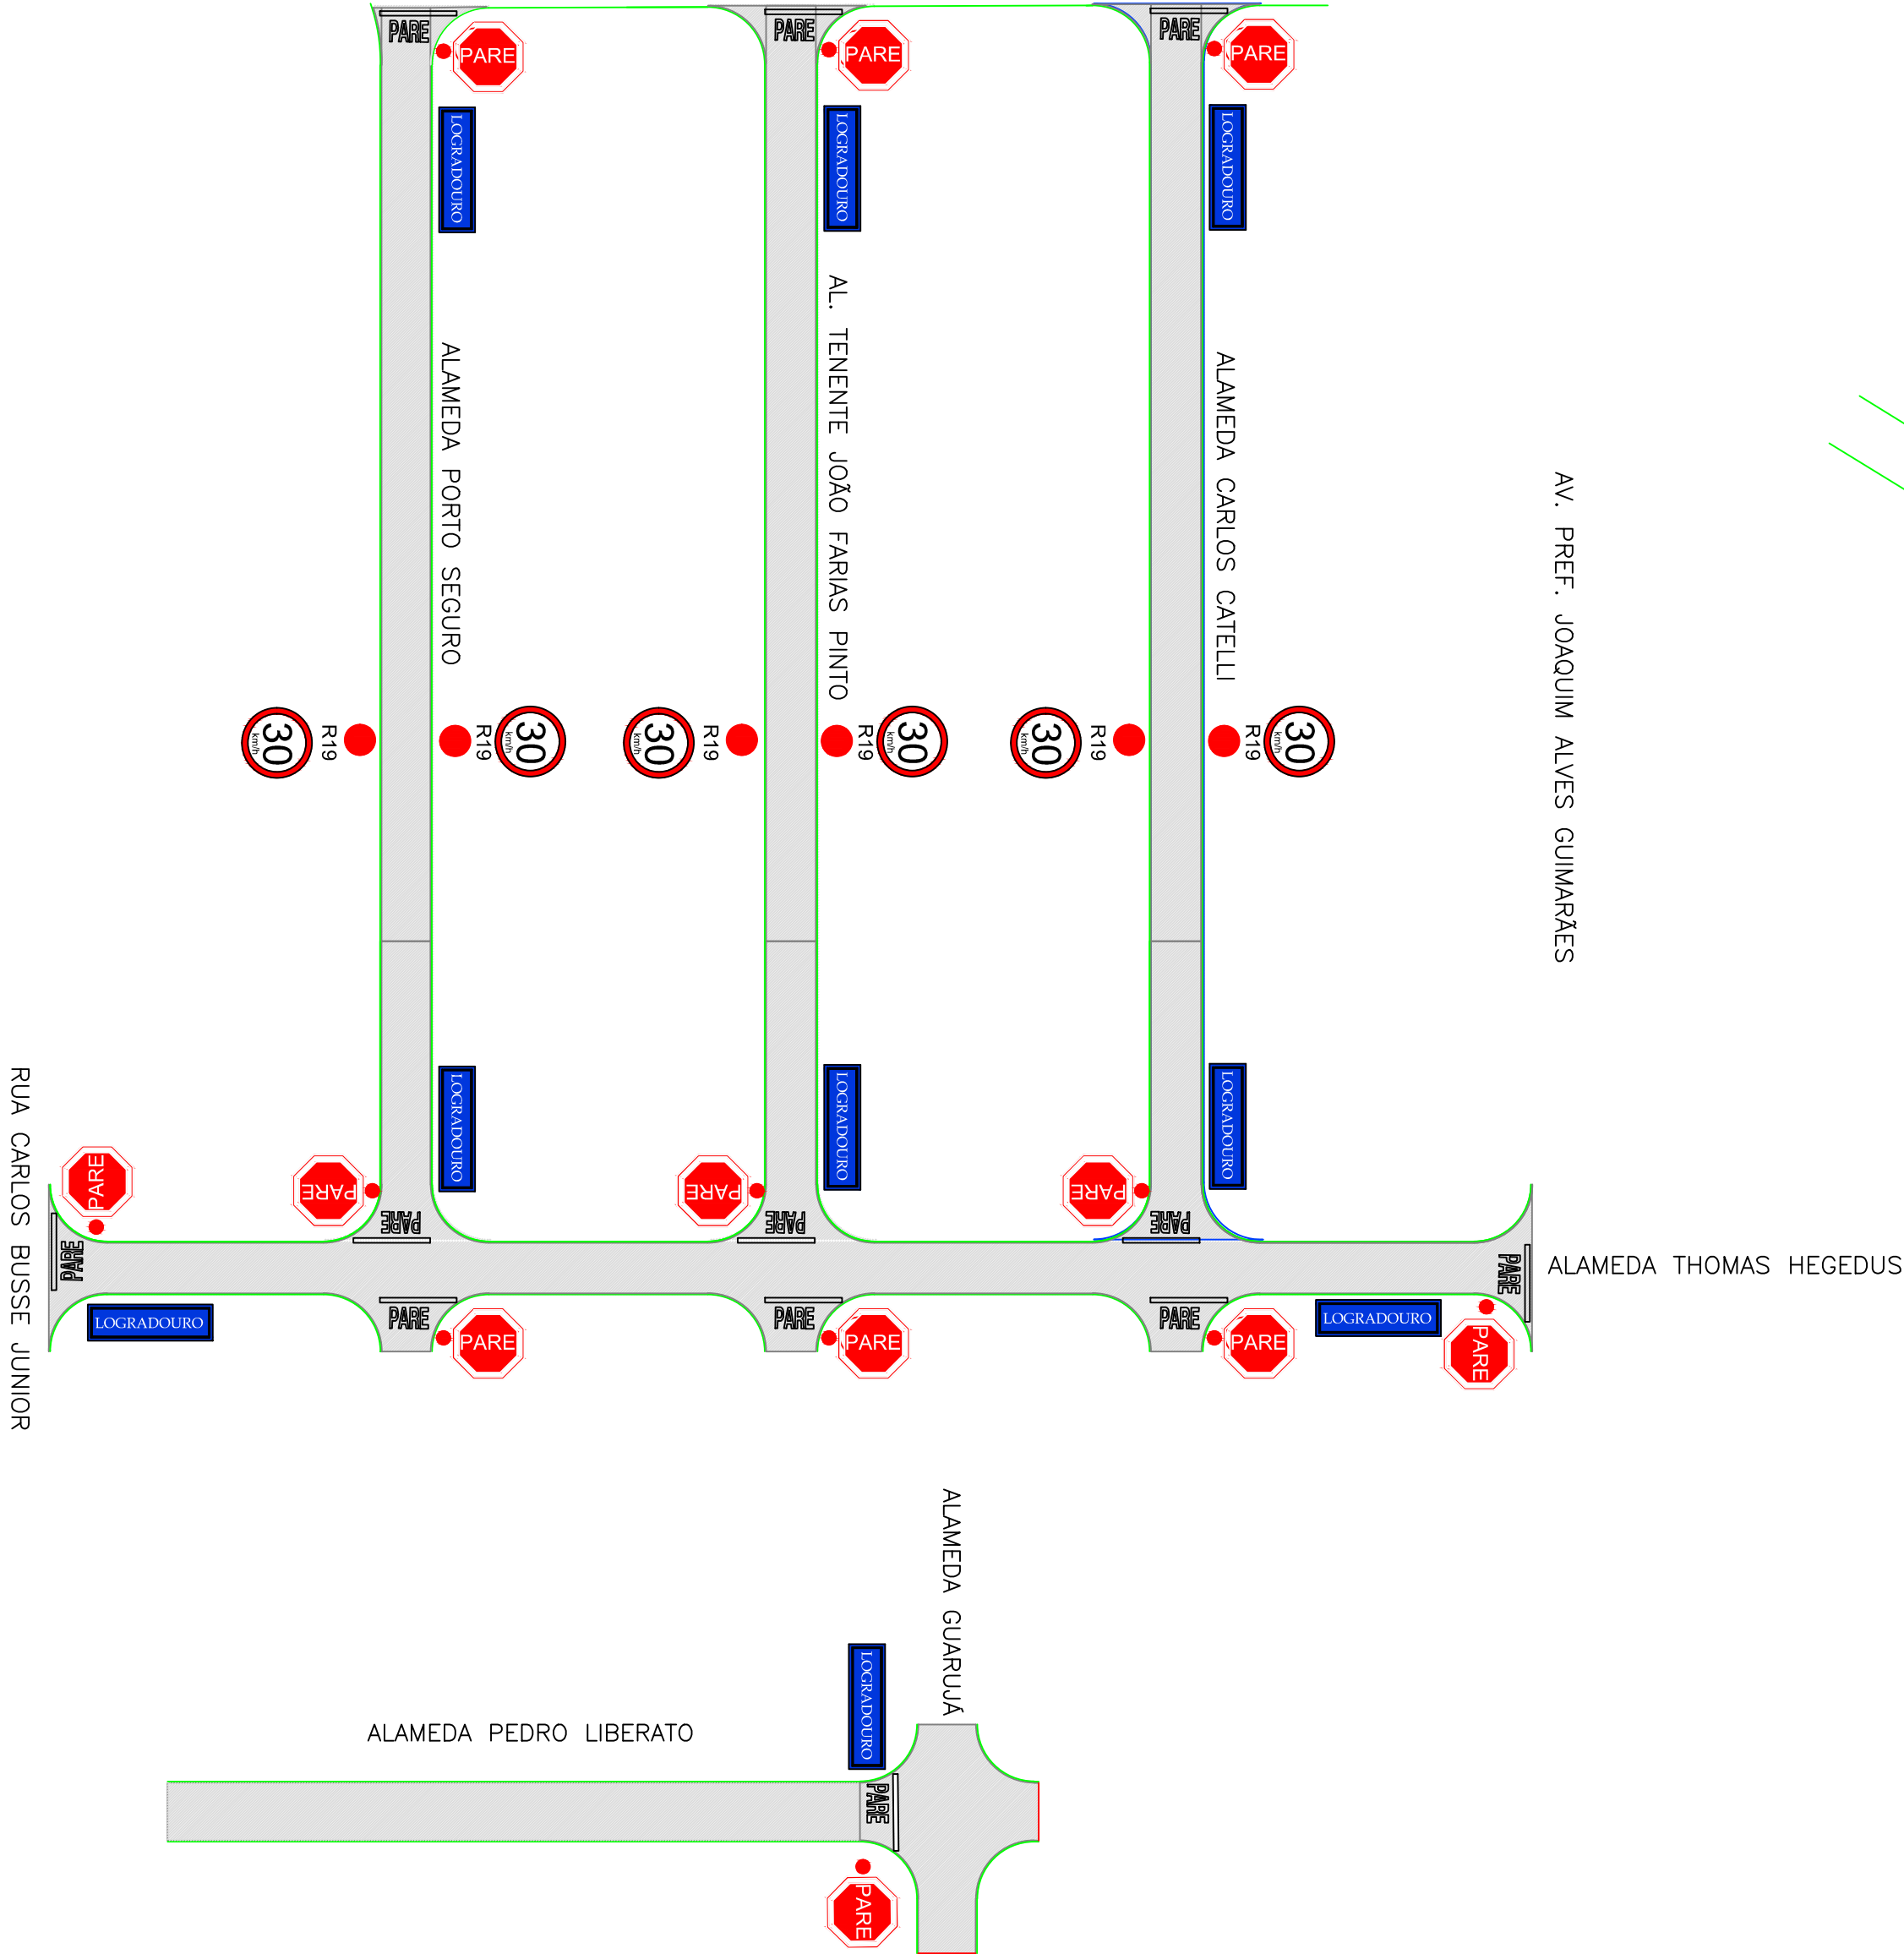 PARE
PARE
PARE
PARE
PARE
PARE
LOGRADOURO
LOGRADOURO
LOGRADOURO
ALAMEDA PORTO SEGURO
AL. TENENTE JOÃO FARIAS PINTO
ALAMEDA CARLOS CATELLI
AV. PREF. JOAQUIM ALVES GUIMARÃES
30 km/h
R19
R19
30 km/h
30 km/h
R19
R19
30 km/h
30 km/h
R19
R19
30 km/h
LOGRADOURO
LOGRADOURO
LOGRADOURO
RUA CARLOS BUSSE JUNIOR
PARE
PARE
PARE
PARE
PARE
PARE
PARE
PARE
PARE
ALAMEDA THOMAS HEGEDUS
LOGRADOURO
PARE
PARE
PARE
PARE
PARE
PARE
LOGRADOURO
PARE
ALAMEDA GUARUJÁ
LOGRADOURO
ALAMEDA PEDRO LIBERATO
PARE
PARE